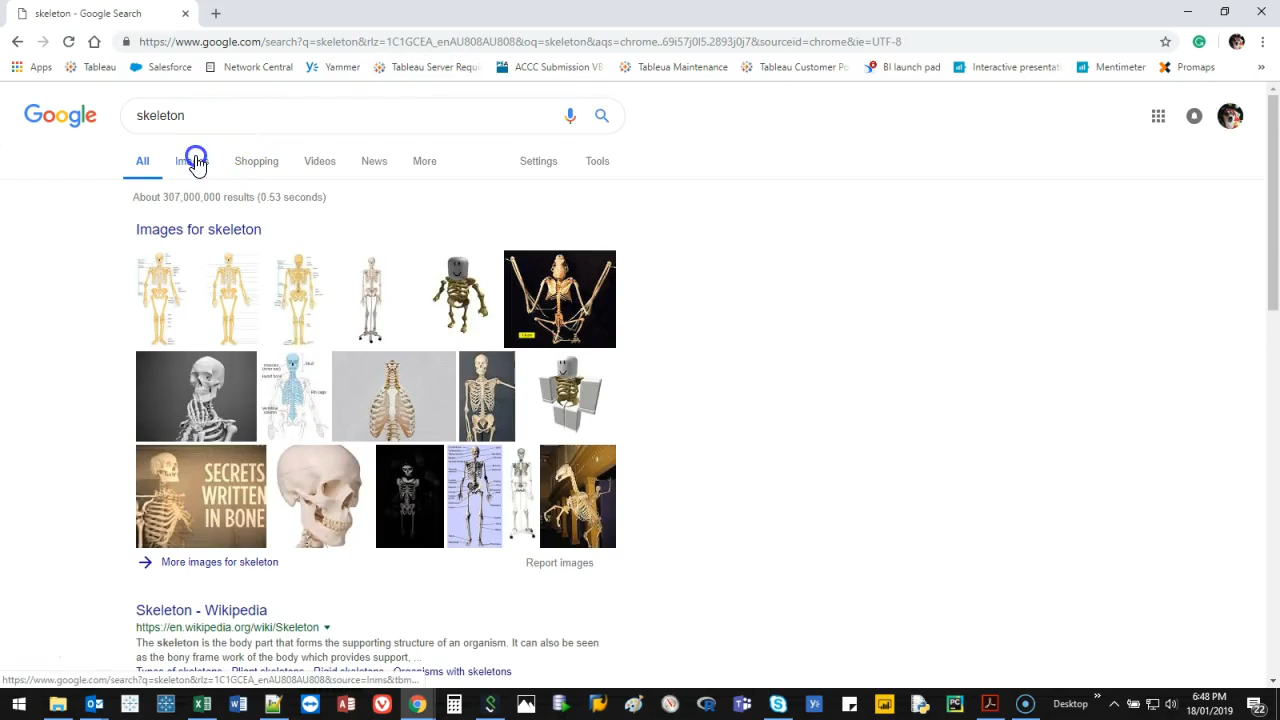 skeleton - Google Search
https://www.google.com/search?q=skeleton&rlz=1C1GCEA_enAU808AU808&oq=skeleton&aqs=chrome..69i57j0l5.2893j0j7&sourceid=chrome&ie=UTF-8
Apps Tableau Salesforce Network Central Yammer Tableau Server Requi ACCC Submission VB Tableua Maintenance Tableau Customer Po BI launch pad Interactive presentati Mentimeter Promaps »
Google skeleton
All Shopping Videos News More Settings Tools
About 307,000,000 results (0.53 seconds)
Images for skeleton
SECRETS
WRITTEN
IN BONE
More images for skeleton Report images
Skeleton - Wikipedia
https://en.wikipedia.org/wiki/Skeleton
The skeleton is the body part that forms the supporting structure of an organism. It can also be seen
as the bony frame work of the body which provides support, ...
Types of skeletons · Pliant skeletons · Rigid skeletons · Organisms with skeletons
https://www.google.com/search?q=skeleton&rlz=1C1GCEA_enAU808AU808&source=lnms&tbm...
Desktop
6:48 PM
18/01/2019
22